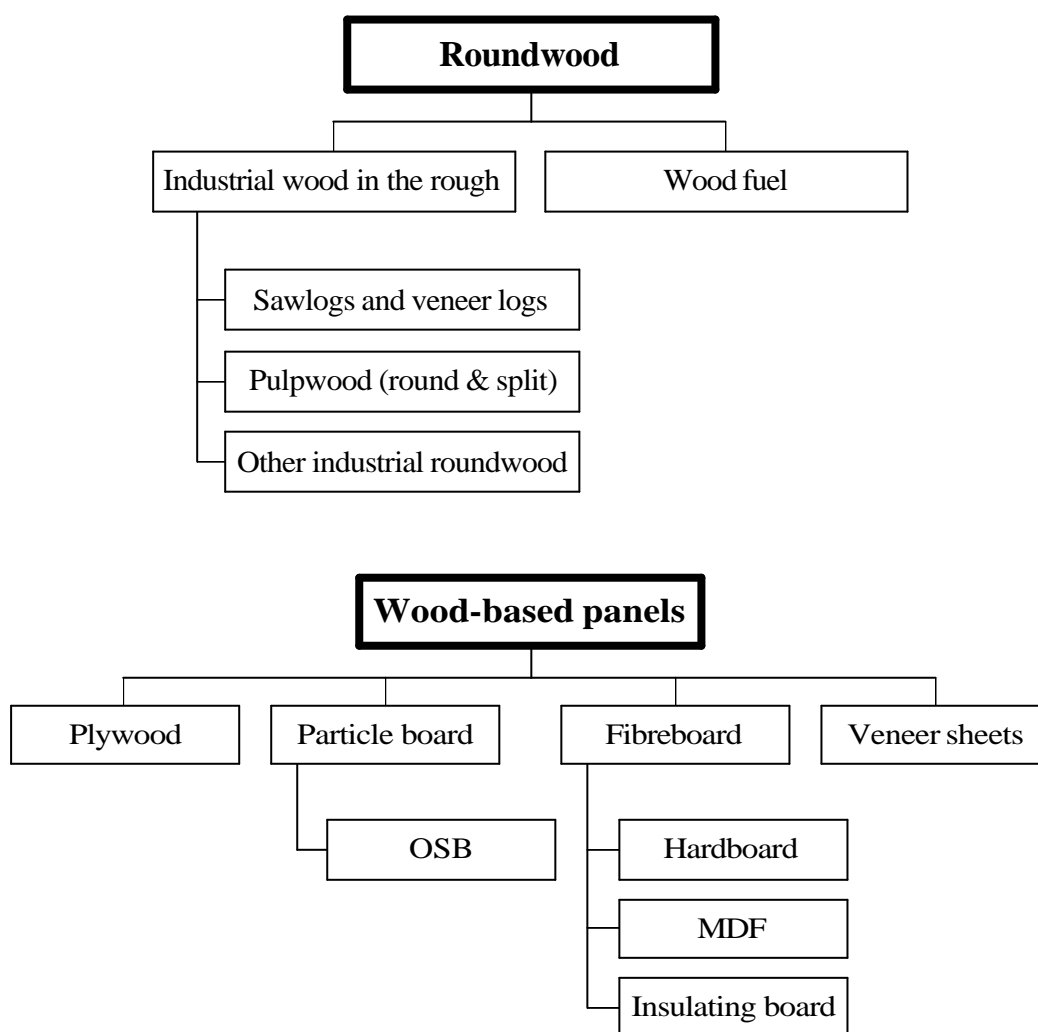 Roundwood
Industrial wood in the rough
Wood fuel
Sawlogs and veneer logs
Pulpwood (round & split)
Other industrial roundwood
Wood-based panels
Plywood
Particle board
Fibreboard
Veneer sheets
OSB
Hardboard
MDF
Insulating board